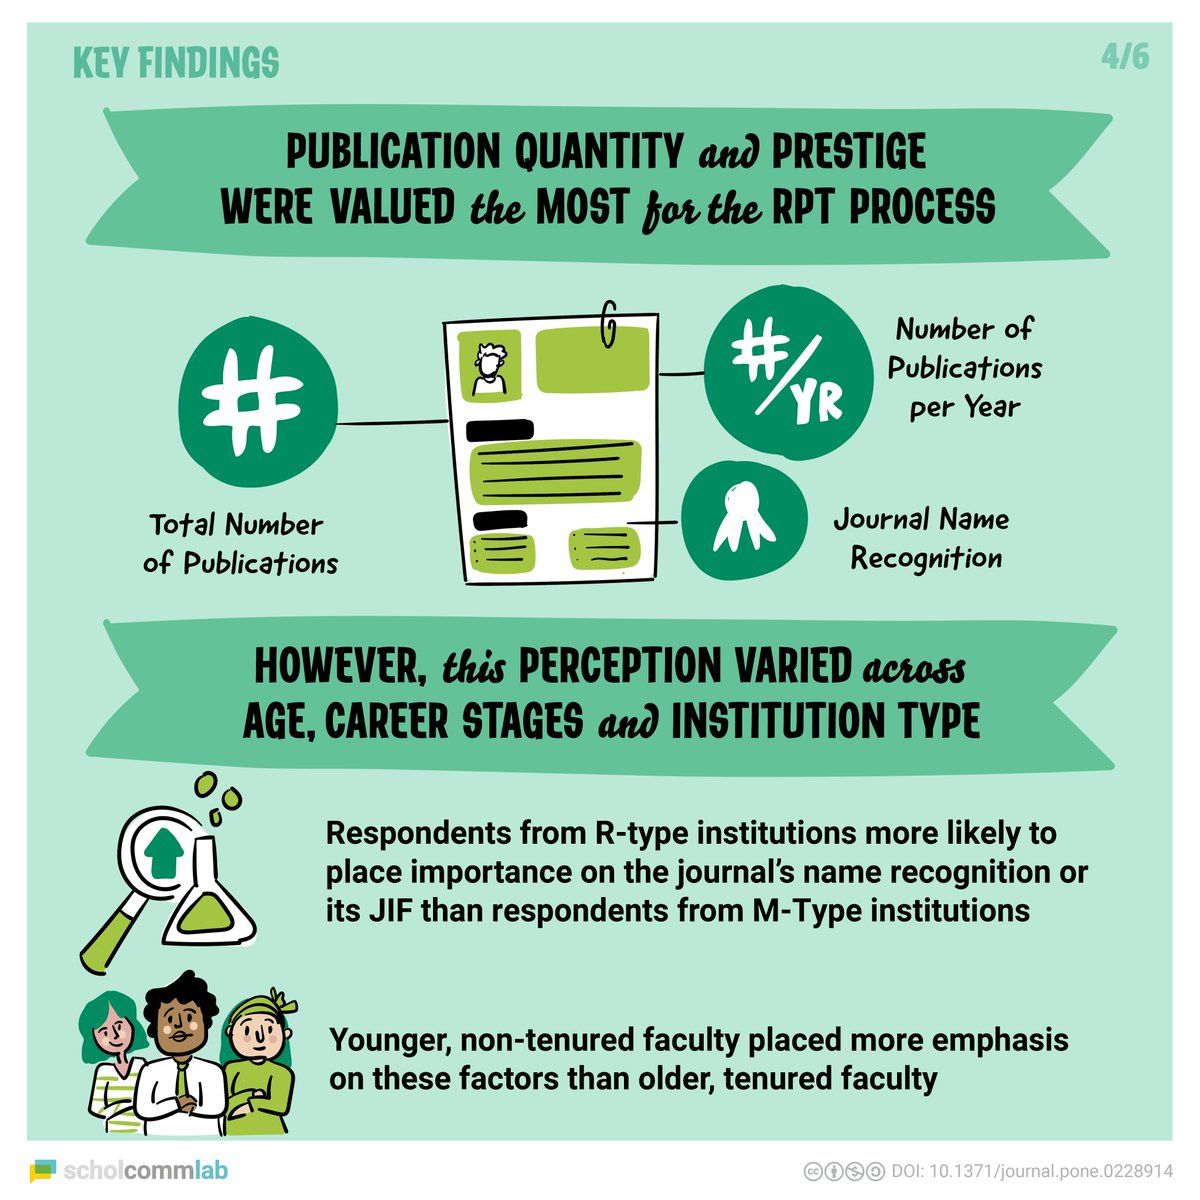 KEY FINDINGS
4/6
PUBLICATION QUANTITY and PRESTIGE
WERE VALUED the MOST for the RPT PROCESS
#
Total Number
of Publications
#/YR
Number of
Publications
per Year
Journal Name
Recognition
HOWEVER, this PERCEPTION VARIED across
AGE, CAREER STAGES and INSTITUTION TYPE
Respondents from R-type institutions more likely to
place importance on the journal's name recognition or
its JIF than respondents from M-Type institutions
Younger, non-tenured faculty placed more emphasis
on these factors than older, tenured faculty
scholcommlab
DOI: 10.1371/journal.pone.0228914